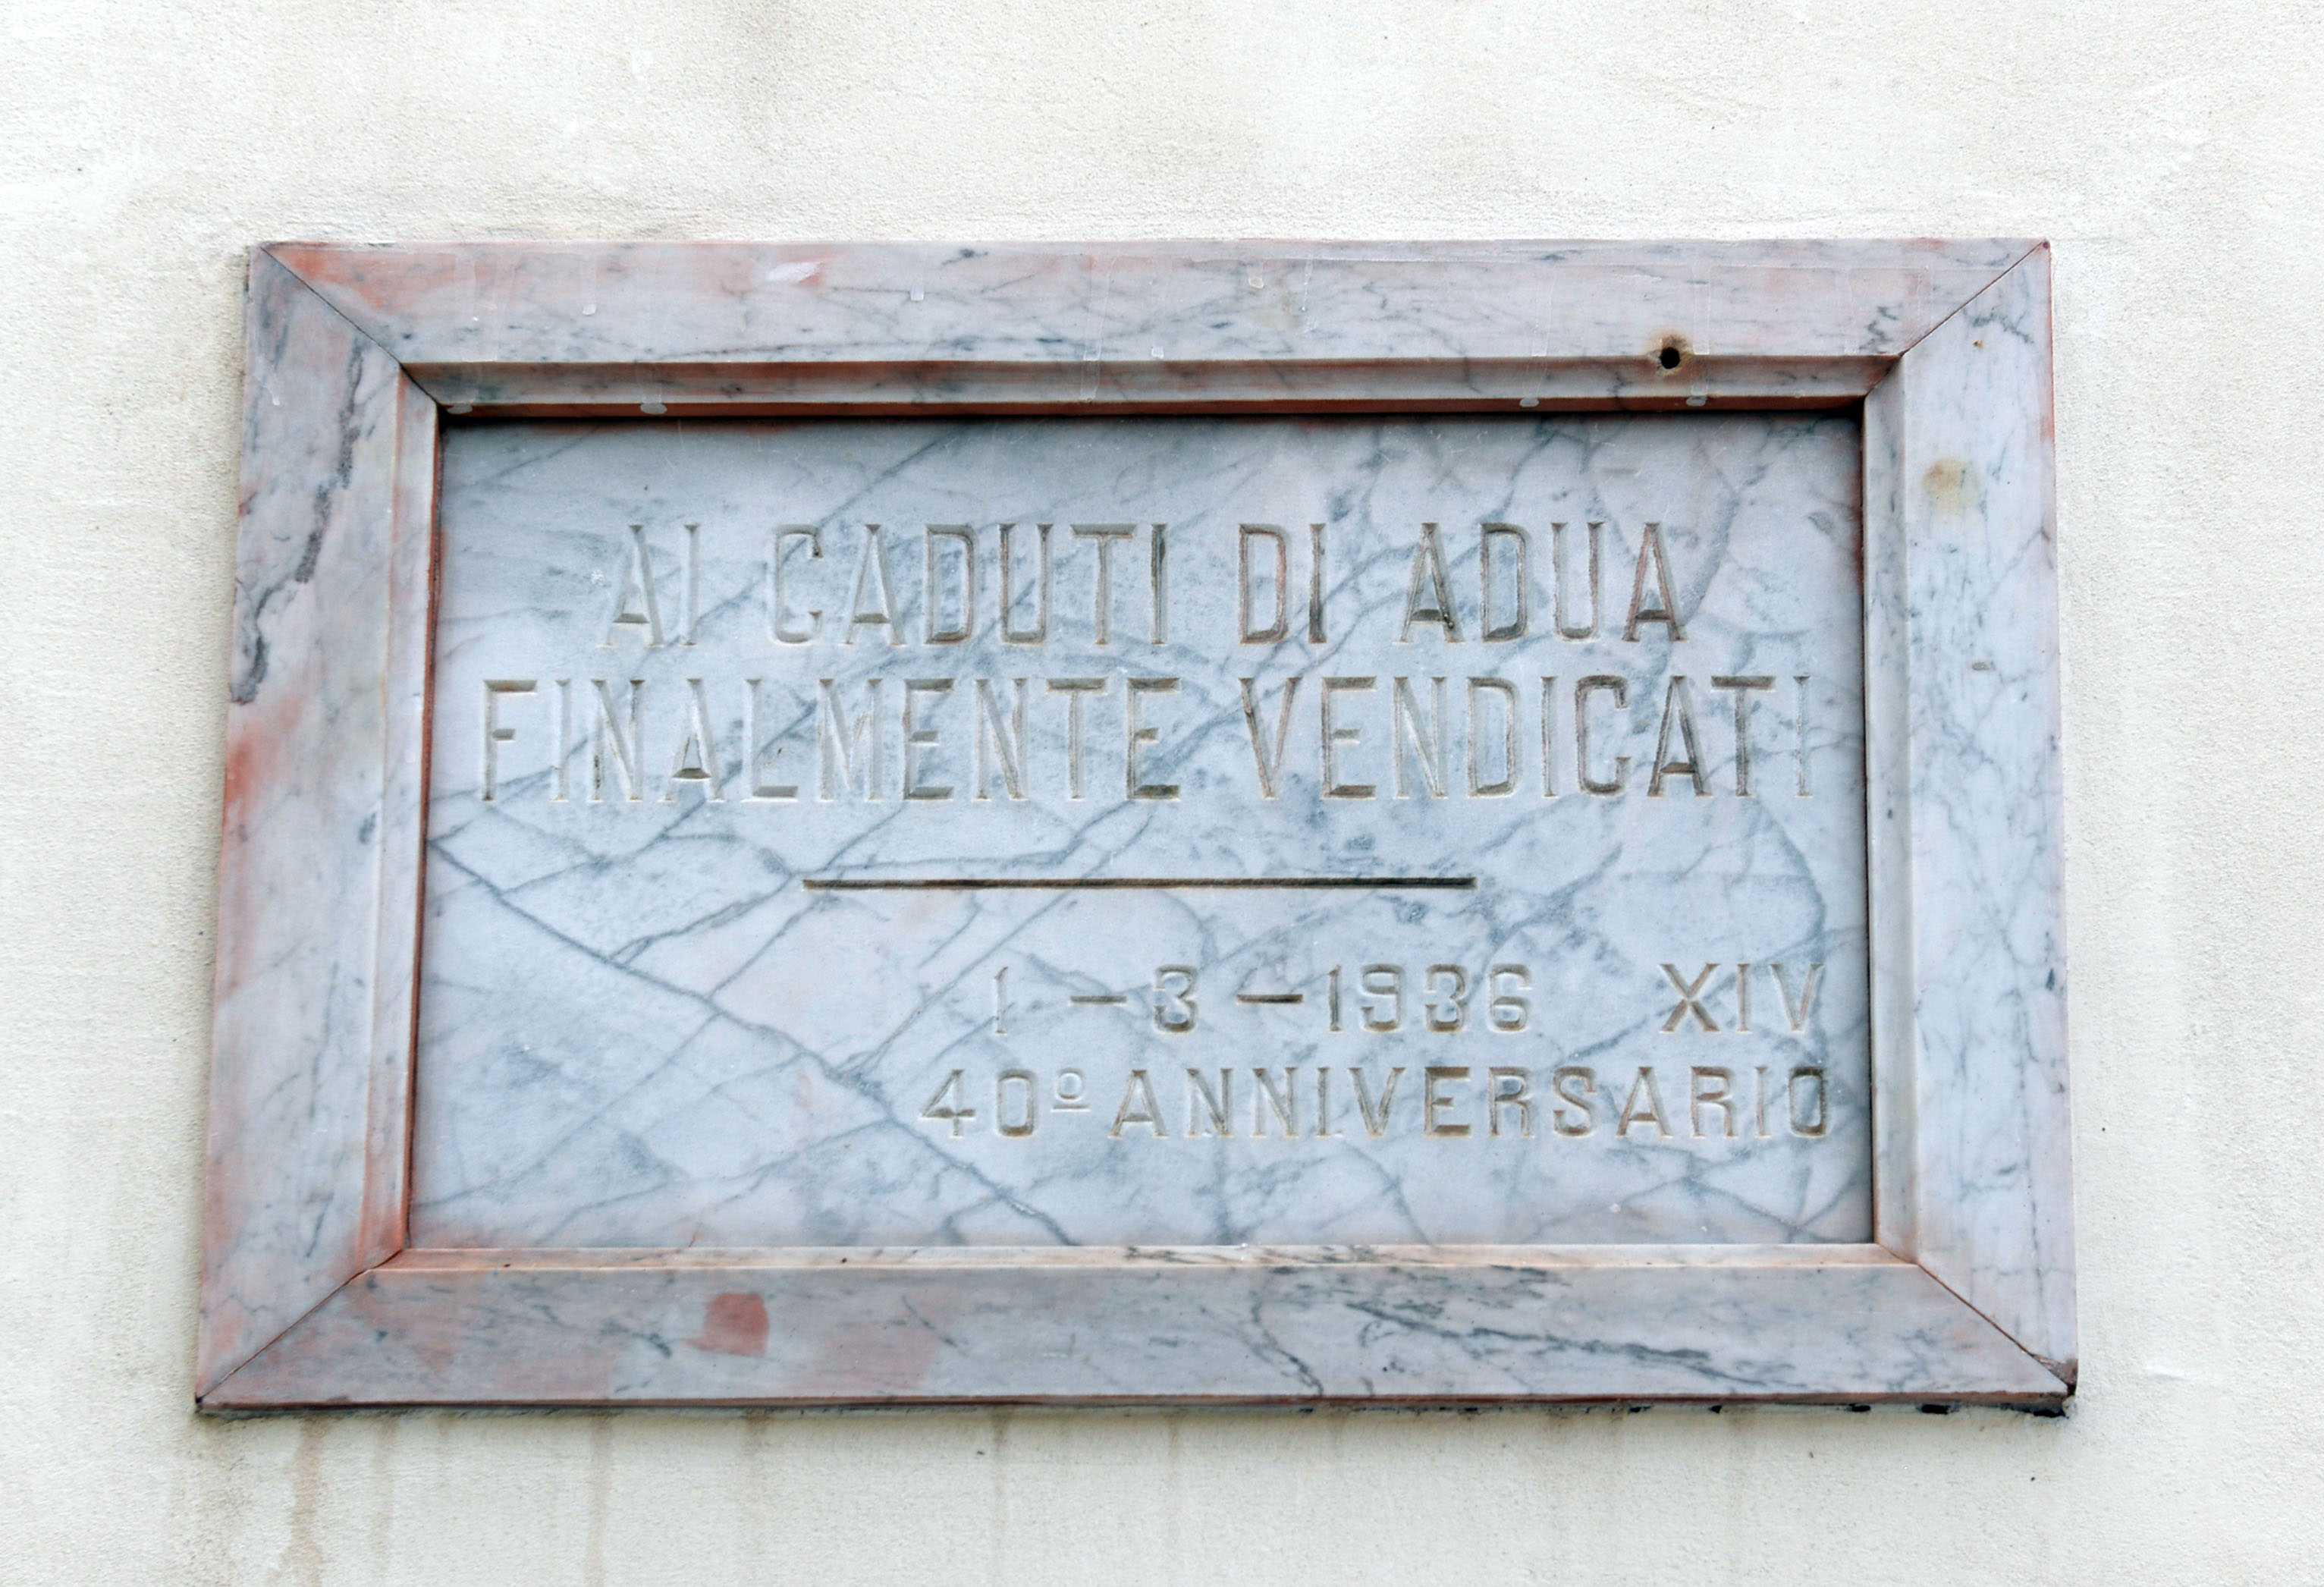 AI CADUTI DI ADUA
FINALMENTE VENDICATI
1 - 3 - 1936 XIV
40º ANNIVERSARIO